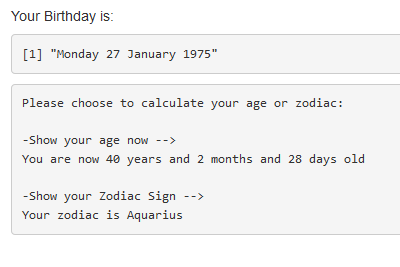 Your Birthday is:
[1] "Monday 27 January 1975"
Please choose to calculate your age or zodiac:
-Show your age now -->
You are now 40 years and 2 months and 28 days old
-Show your Zodiac Sign -->
Your zodiac is Aquarius